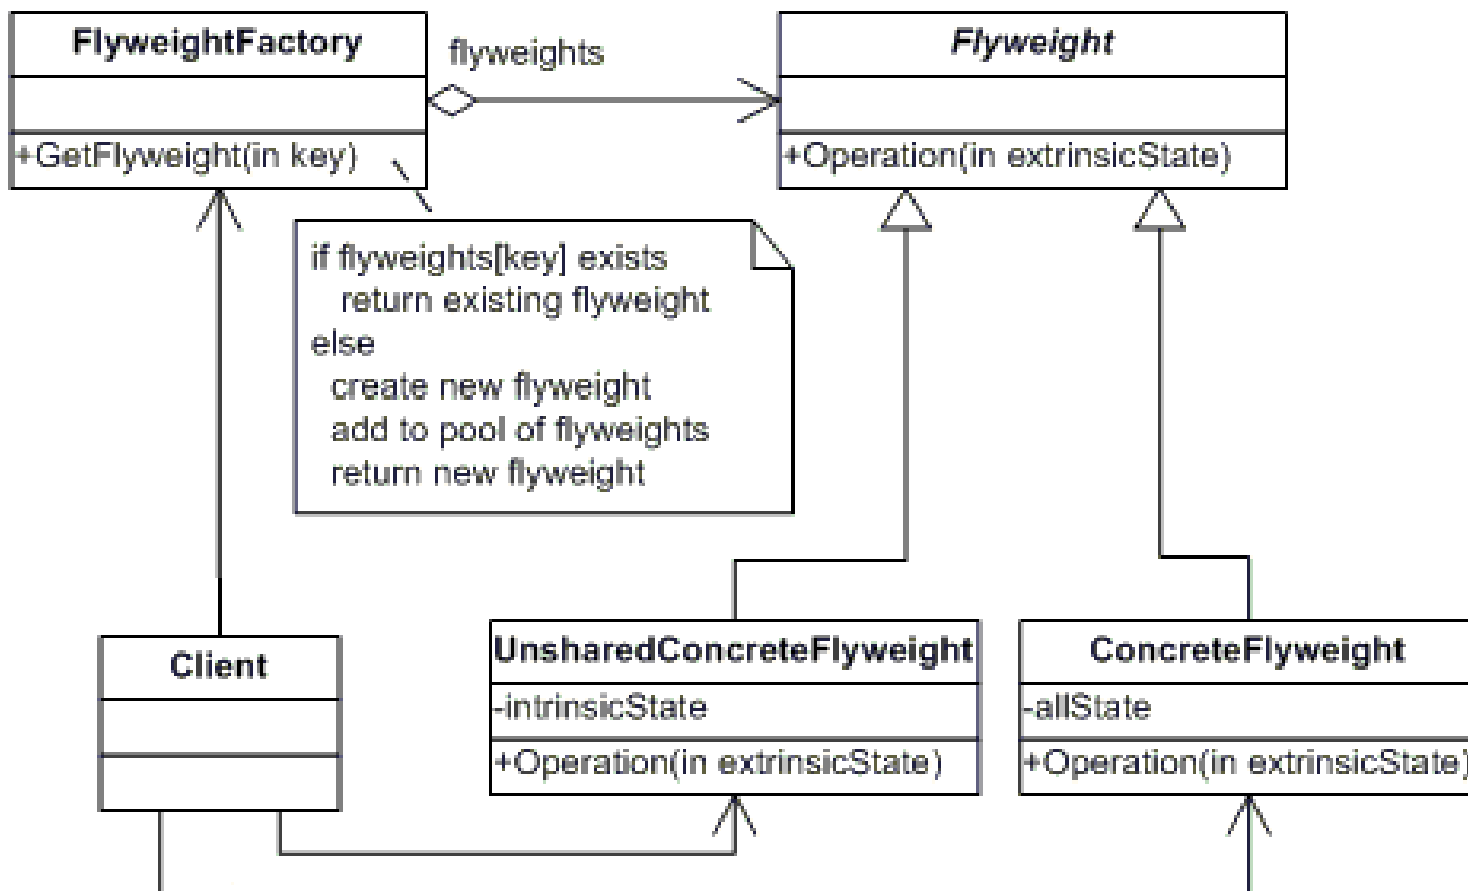 FlyweightFactory
+GetFlyweight(in key)
flyweights
Flyweight
+Operation(in extrinsicState)
if flyweights[key] exists
return existing flyweight
else
create new flyweight
add to pool of flyweights
return new flyweight
Client
UnsharedConcreteFlyweight
-intrinsicState
+Operation(in extrinsicState)
ConcreteFlyweight
-allState
+Operation(in extrinsicState)